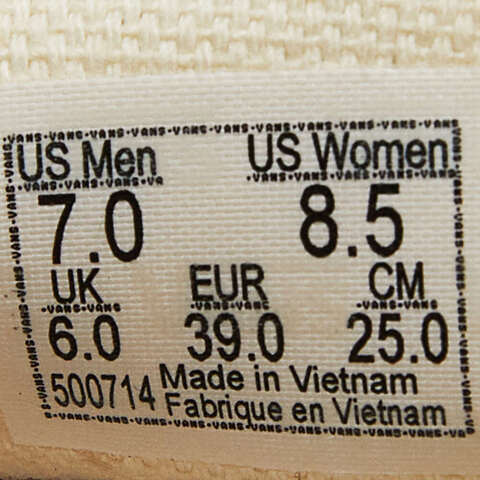 US Men US Women
7.0 8.5
UK EUR CM
6.0 39.0 25.0
500714 Made in Vietnam
Fabrique en Vietnam